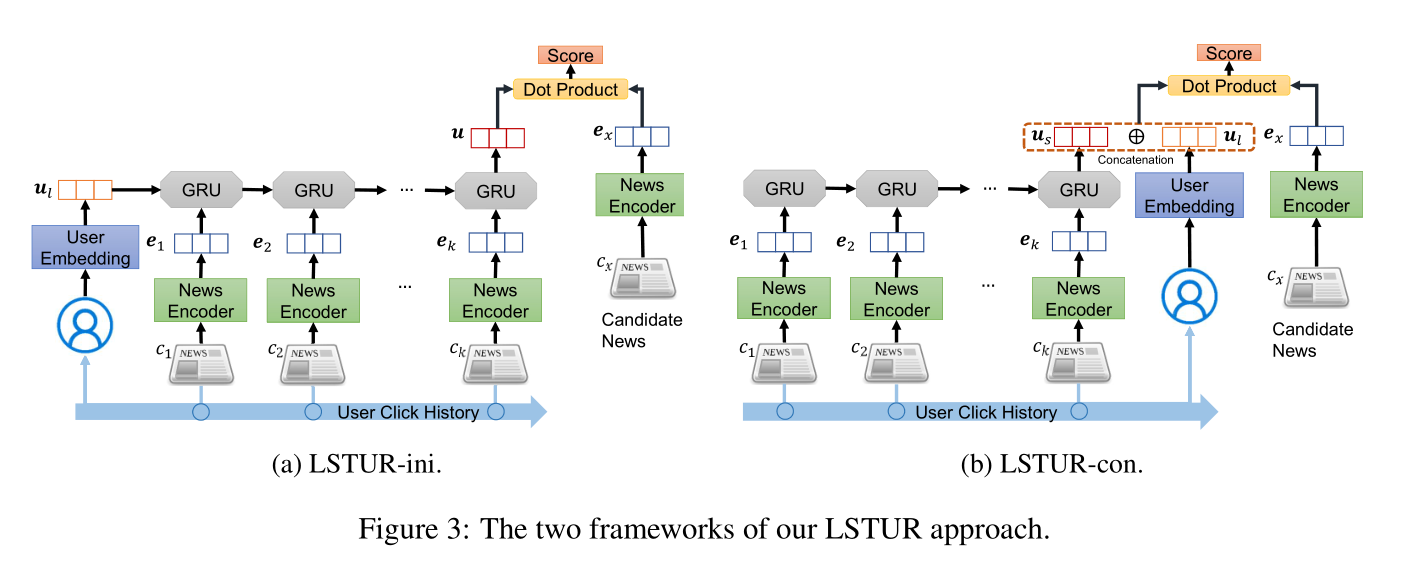 Score
Dot Product
u
e_x
u_l
GRU
GRU
...
GRU
News
Encoder
User
Embedding
e_1
e_2
e_k
c_x
NEWS
News
Encoder
News
Encoder
...
News
Encoder
Candidate
News
c_1
NEWS
c_2
NEWS
c_k
NEWS
User Click History
(a) LSTUR-ini.
Score
Dot Product
u_s
⊕
u_l
e_x
Concatenation
GRU
GRU
...
GRU
User
Embedding
News
Encoder
e_1
e_2
e_k
c_x
NEWS
News
Encoder
News
Encoder
...
News
Encoder
Candidate
News
c_1
NEWS
c_2
NEWS
c_k
NEWS
User Click History
(b) LSTUR-con.
Figure 3: The two frameworks of our LSTUR approach.